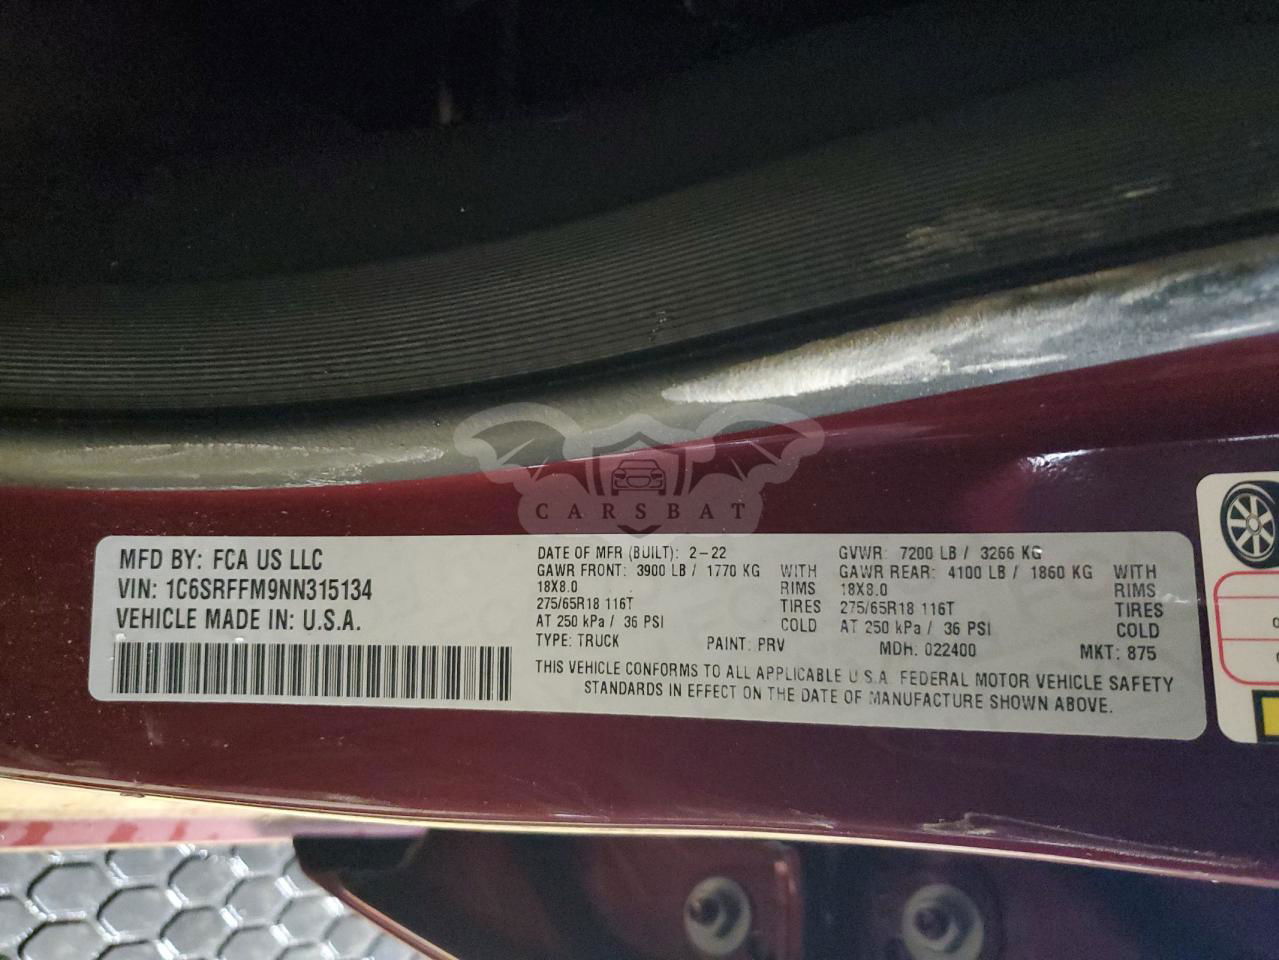 CARSBAT
MFD BY: FCA US LLC
VIN: 1C6SRFFM9NN315134
VEHICLE MADE IN: U.S.A.
DATE OF MFR (BUILT): 2-22
GAWR FRONT: 3900 LB / 1770 KG WITH
18X8.0 RIMS
275/65R18 116T TIRES
AT 250 kPa / 36 PSI COLD
TYPE: TRUCK PAINT: PRV
GVWR: 7200 LB / 3266 KG
GAWR REAR: 4100 LB / 1860 KG WITH
18X8.0 RIMS
275/65R18 116T TIRES
AT 250 kPa / 36 PSI COLD
MDH: 022400 MKT: 875
THIS VEHICLE CONFORMS TO ALL APPLICABLE U.S.A. FEDERAL MOTOR VEHICLE SAFETY
STANDARDS IN EFFECT ON THE DATE OF MANUFACTURE SHOWN ABOVE.